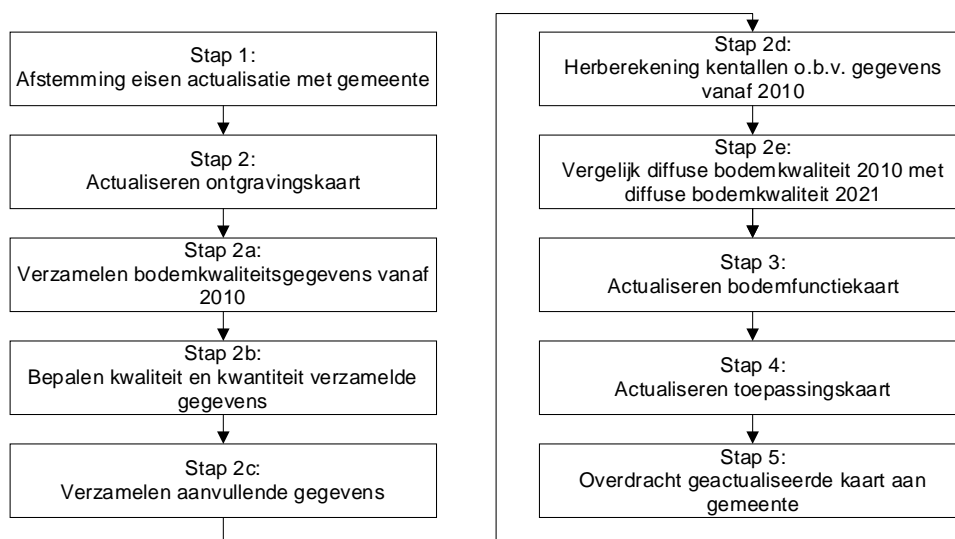 Stap 1:
Afstemming eisen actualisatie met gemeente
Stap 2:
Actualiseren ontgravingskaart
Stap 2a:
Verzamelen bodemkwaliteitsgegevens vanaf
2010
Stap 2b:
Bepalen kwaliteit en kwantiteit verzamelde
gegevens
Stap 2c:
Verzamelen aanvullende gegevens
Stap 2d:
Herberekening kentallen o.b.v. gegevens
vanaf 2010
Stap 2e:
Vergelijk diffuse bodemkwaliteit 2010 met
diffuse bodemkwaliteit 2021
Stap 3:
Actualiseren bodemfunctiekaart
Stap 4:
Actualiseren toepassingskaart
Stap 5:
Overdracht geactualiseerde kaart aan
gemeente